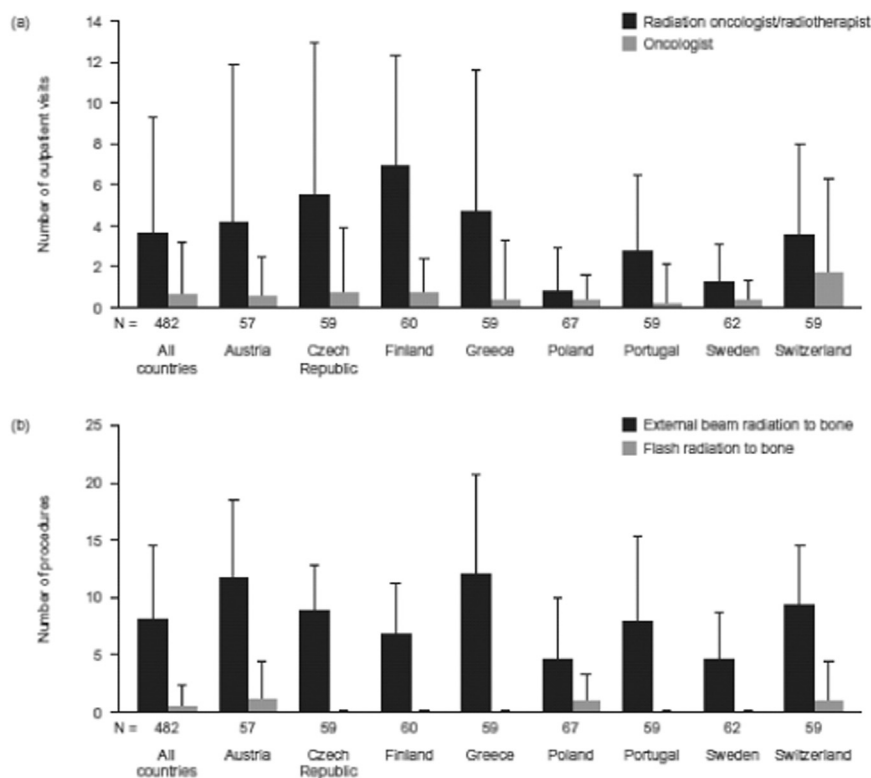 (a)
14
12
10
8
6
4
2
0
Number of outpatient visits
Radiation oncologist/radiotherapist
Oncologist
N = 482 57 59 60 59 67 59 62 59
All countries Austria Czech Republic Finland Greece Poland Portugal Sweden Switzerland
(b)
25
20
15
10
5
0
Number of procedures
External beam radiation to bone
Flash radiation to bone
N = 482 57 59 60 59 67 59 62 59
All countries Austria Czech Republic Finland Greece Poland Portugal Sweden Switzerland